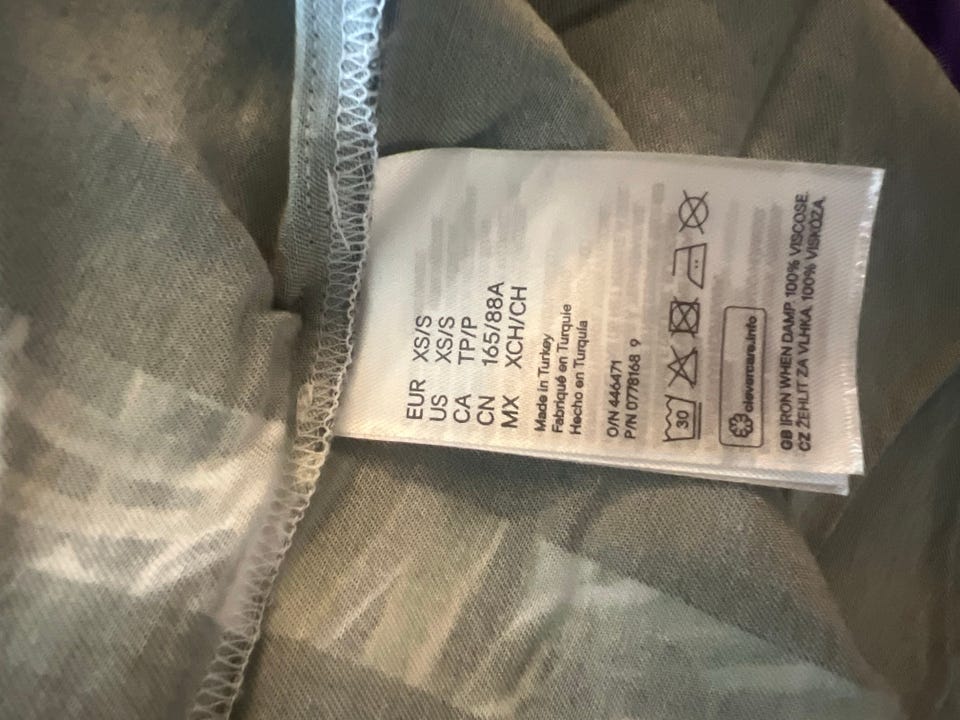 EUR XS/S
US XS/S
CA TP/P
CN 165/88A
MX XCH/CH
Made in Turkey
Fabriqué en Turquie
Hecho en Turquía
O/N 446471
P/N 0778168 9
30
clevercare.info
GB IRON WHEN DAMP. 100% VISCOSE.
CZ ŽEHLIT ZA VLHKA. 100% VISKÓZA.